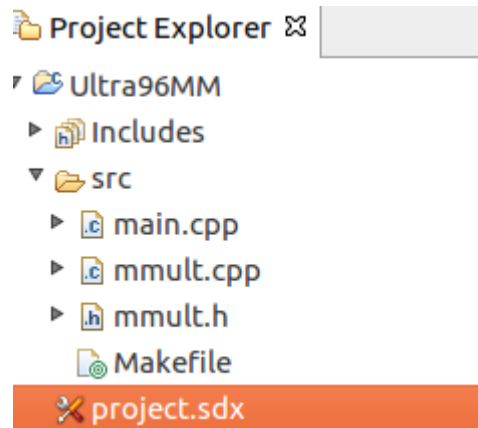 Project Explorer
Ultra96MM
Includes
src
main.cpp
mmult.cpp
mmult.h
Makefile
project.sdx